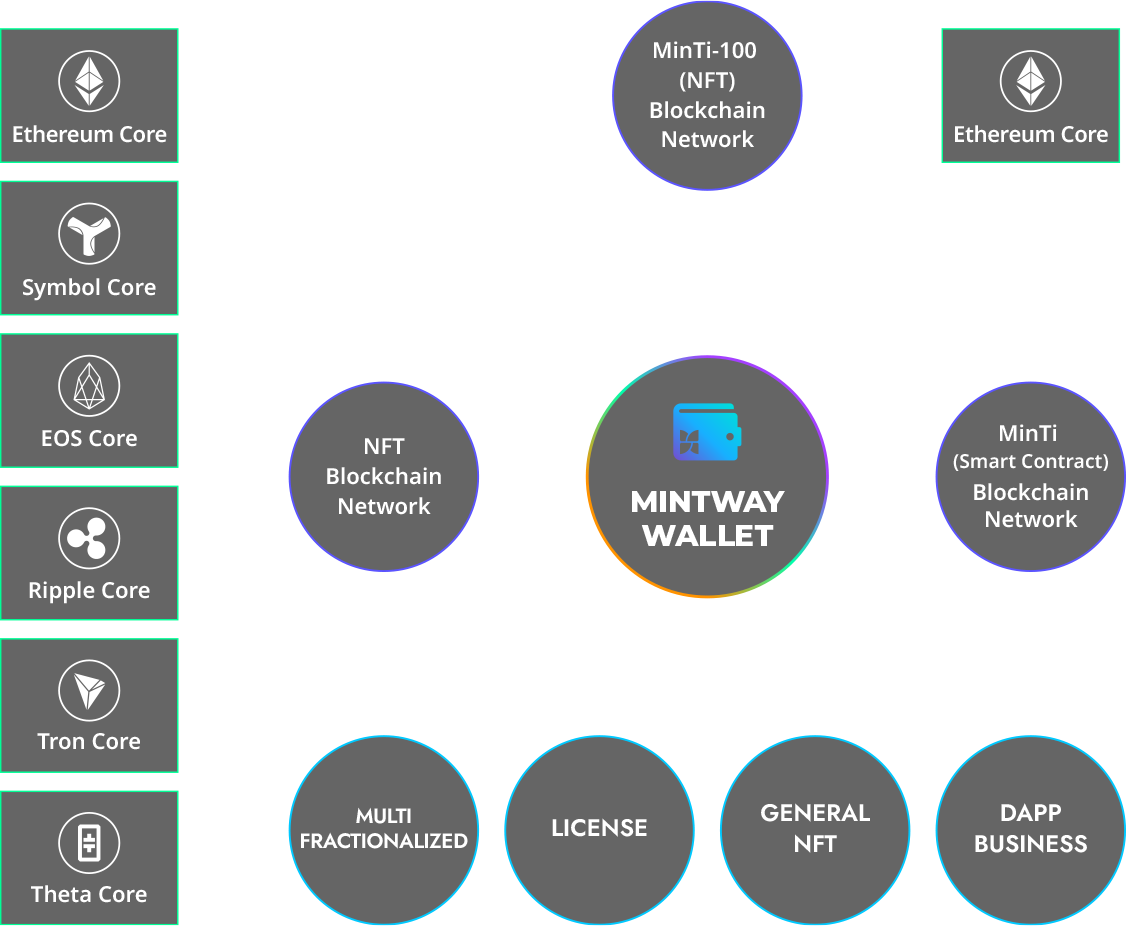 Ethereum Core
Symbol Core
EOS Core
Ripple Core
Tron Core
Theta Core
MinTi-100
(NFT)
Blockchain
Network
Ethereum Core
NFT
Blockchain
Network
MINTWAY
WALLET
MinTi
(Smart Contract)
Blockchain
Network
MULTI
FRACTIONALIZED
LICENSE
GENERAL
NFT
DAPP
BUSINESS